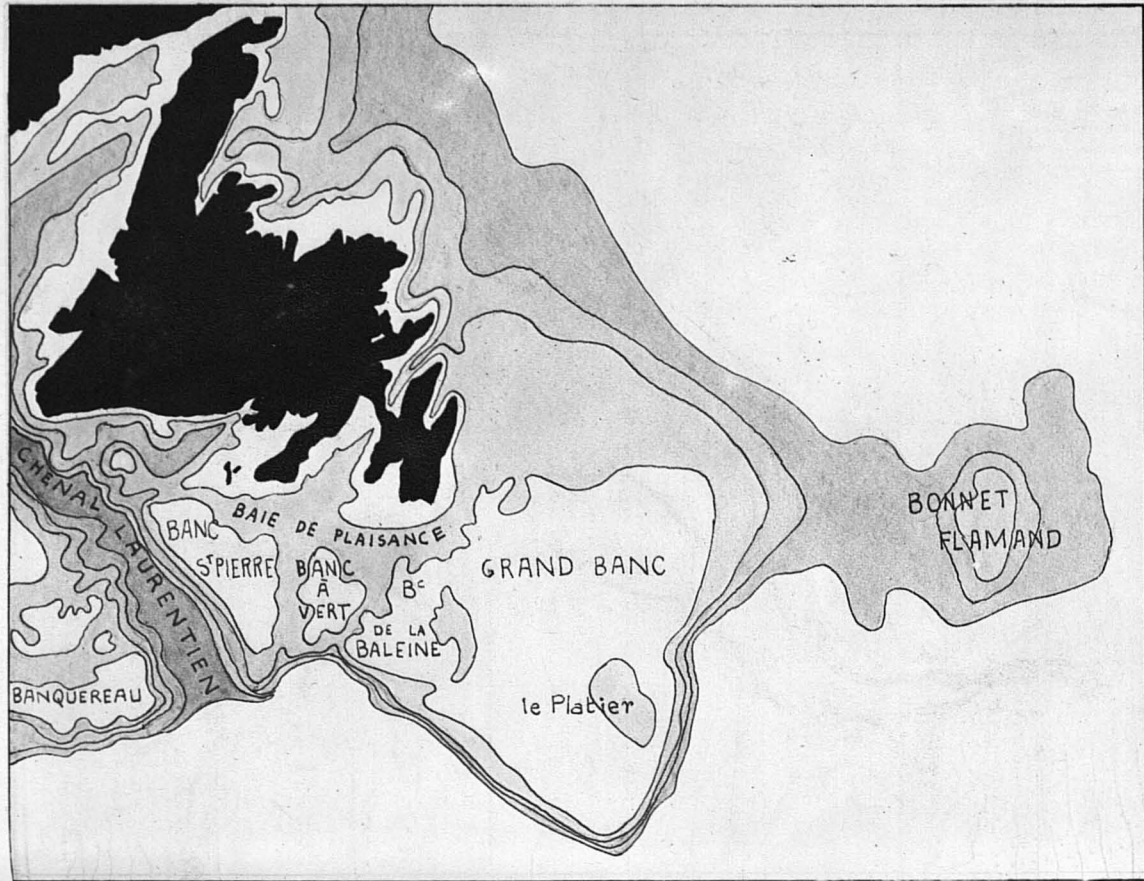 CHENAL LAURENTIEN
BAIE DE PLAISANCE
BANC
ST PIERRE
BANC
À
VERT
Bc
DE LA
BALEINE
GRAND BANC
le Platier
BONNET
FLAMAND
BANQUEREAU